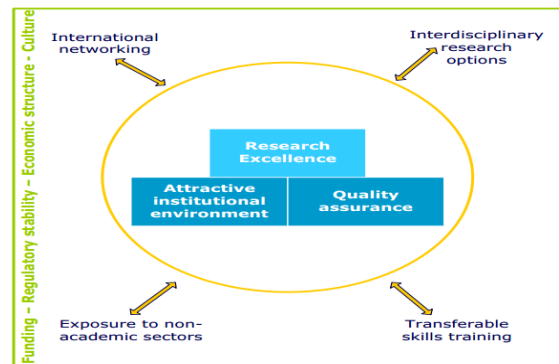 Funding – Regulatory stability – Economic structure - Culture
International
networking
Interdisciplinary
research
options
Research
Excellence
Attractive
institutional
environment
Quality
assurance
Exposure to non-
academic sectors
Transferable
skills training